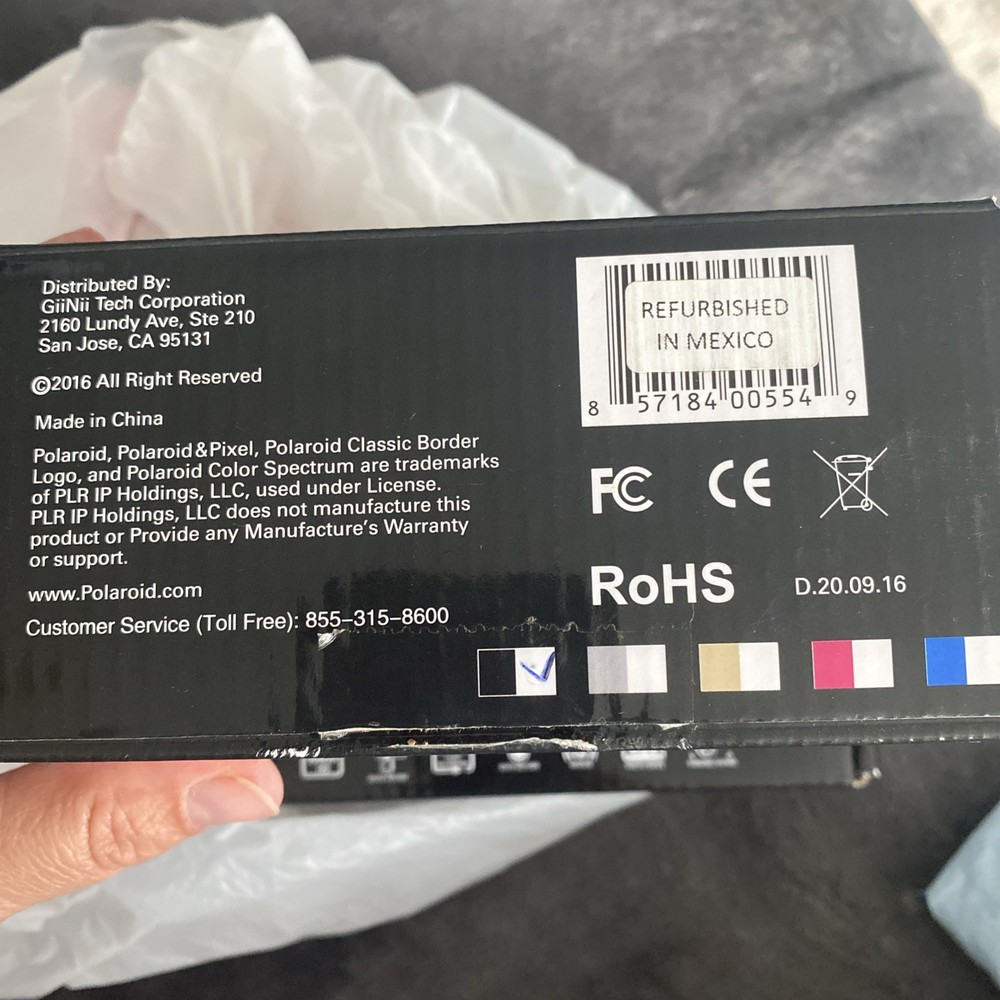 Distributed By:
GiiNii Tech Corporation
2160 Lundy Ave, Ste 210
San Jose, CA 95131
©2016 All Right Reserved
Made in China
Polaroid, Polaroid&Pixel, Polaroid Classic Border
Logo, and Polaroid Color Spectrum are trademarks
of PLR IP Holdings, LLC, used under License.
PLR IP Holdings, LLC does not manufacture this
product or Provide any Manufacture's Warranty
or support.
www.Polaroid.com
Customer Service (Toll Free): 855–315–8600
REFURBISHED
IN MEXICO
8 57184 00554 9
FC CE
RoHS D.20.09.16